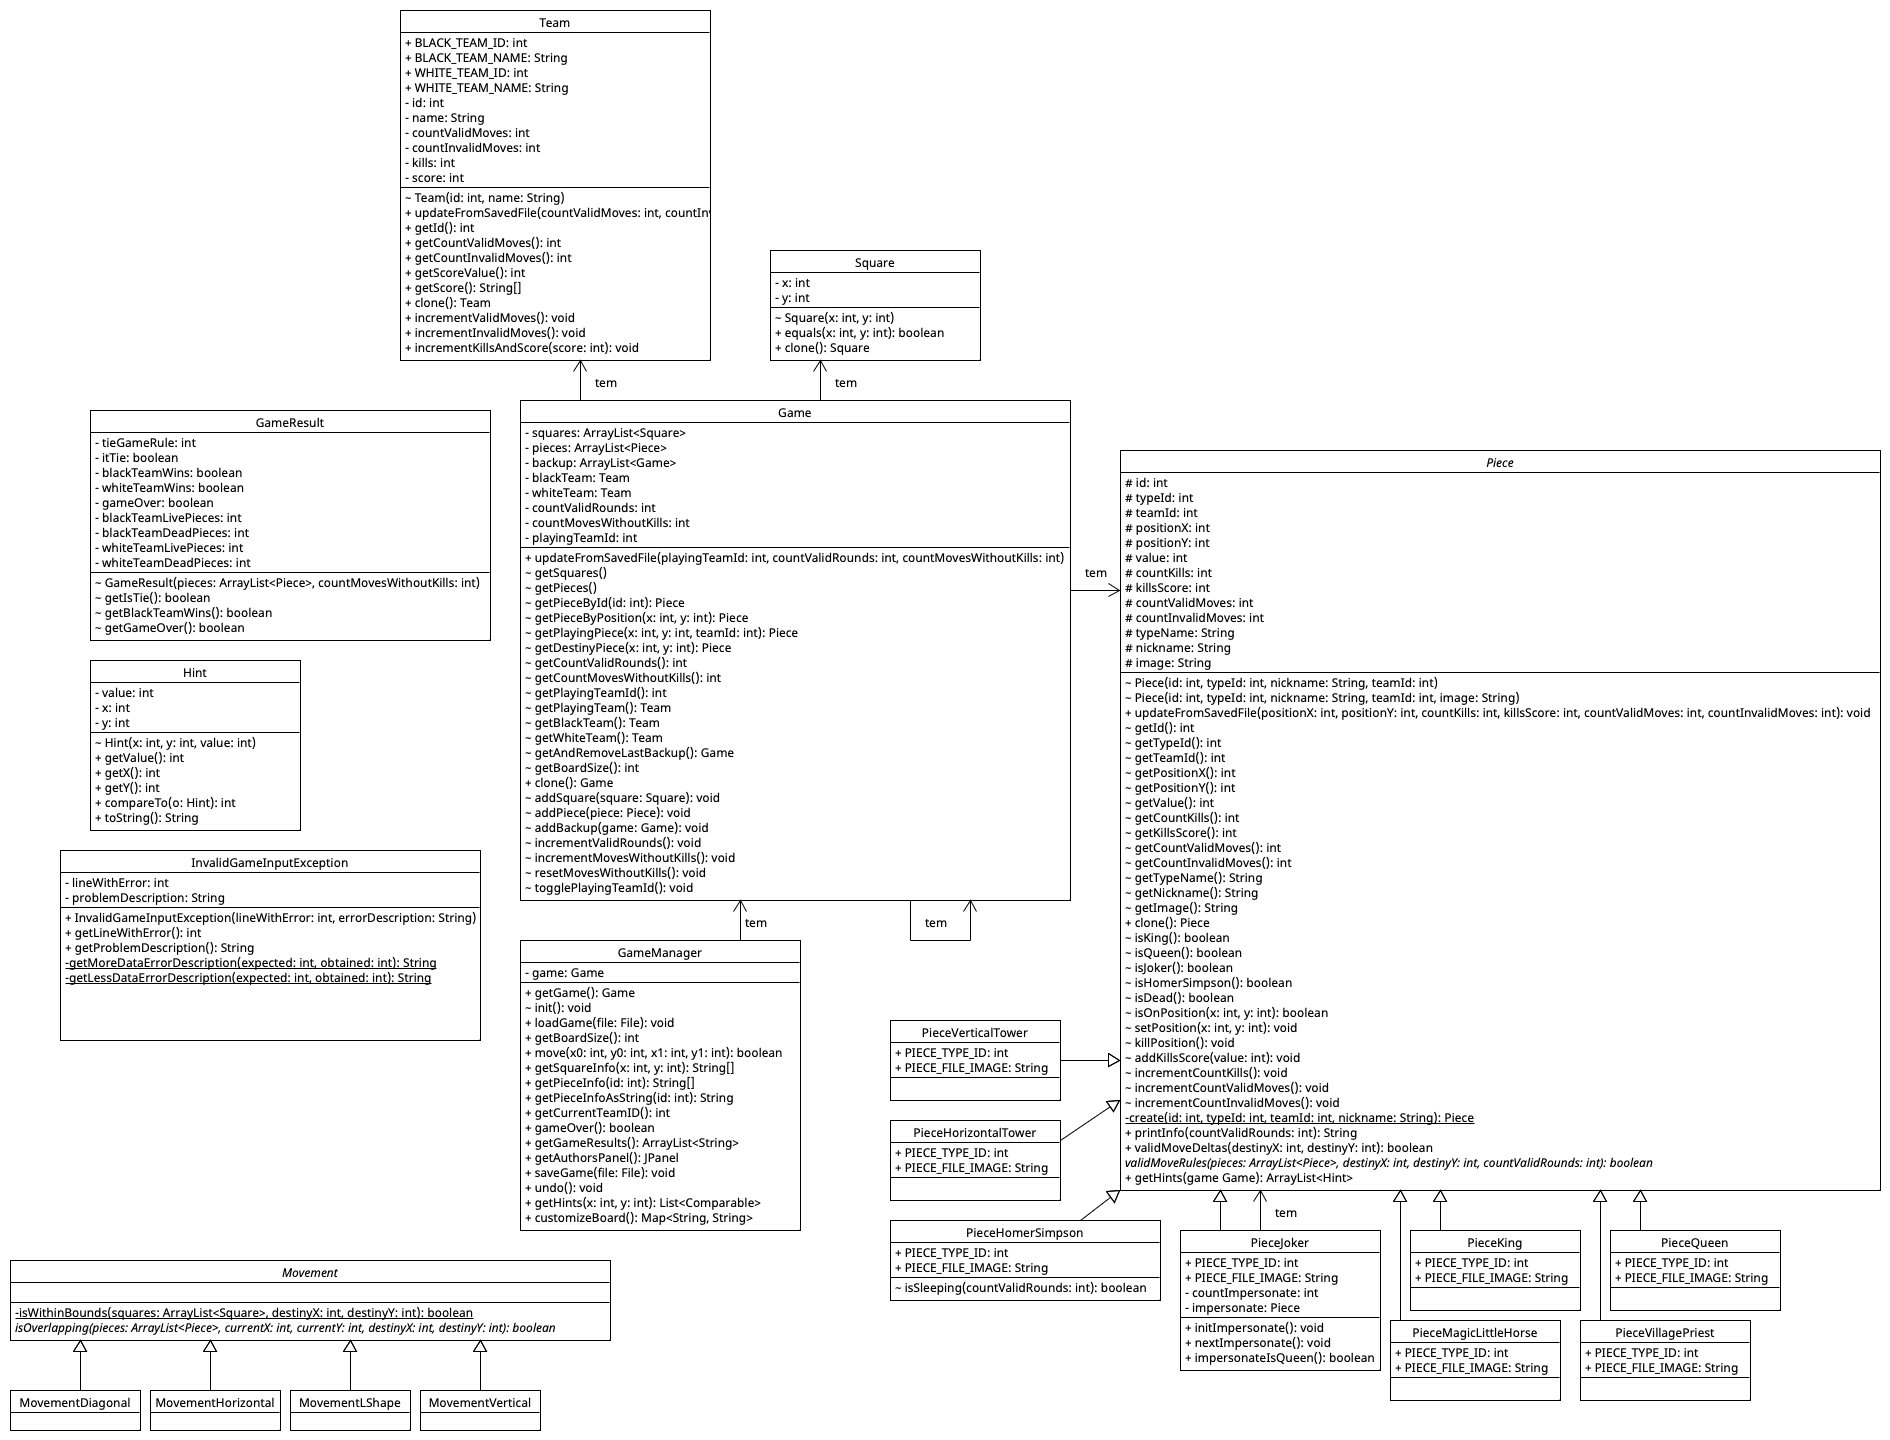 Team
+ BLACK_TEAM_ID: int
+ BLACK_TEAM_NAME: String
+ WHITE_TEAM_ID: int
+ WHITE_TEAM_NAME: String
- id: int
- name: String
- countValidMoves: int
- countInvalidMoves: int
- kills: int
- score: int
~ Team(id: int, name: String)
+ updateFromSavedFile(countValidMoves: int, countInv
+ getId(): int
+ getCountValidMoves(): int
+ getCountInvalidMoves(): int
+ getScoreValue(): int
+ getScore(): String[]
+ clone(): Team
+ incrementValidMoves(): void
+ incrementInvalidMoves(): void
+ incrementKillsAndScore(score: int): void
Square
- x: int
- y: int
~ Square(x: int, y: int)
+ equals(x: int, y: int): boolean
+ clone(): Square
tem
tem
GameResult
- tieGameRule: int
- itTie: boolean
- blackTeamWins: boolean
- whiteTeamWins: boolean
- gameOver: boolean
- blackTeamLivePieces: int
- blackTeamDeadPieces: int
- whiteTeamLivePieces: int
- whiteTeamDeadPieces: int
~ GameResult(pieces: ArrayList<Piece>, countMovesWithoutKills: int)
~ getIsTie(): boolean
~ getBlackTeamWins(): boolean
~ getGameOver(): boolean
Hint
- value: int
- x: int
- y: int
~ Hint(x: int, y: int, value: int)
+ getValue(): int
+ getX(): int
+ getY(): int
+ compareTo(o: Hint): int
+ toString(): String
InvalidGameInputException
- lineWithError: int
- problemDescription: String
+ InvalidGameInputException(lineWithError: int, errorDescription: String)
+ getLineWithError(): int
+ getProblemDescription(): String
-getMoreDataErrorDescription(expected: int, obtained: int): String
-getLessDataErrorDescription(expected: int, obtained: int): String
Game
- squares: ArrayList<Square>
- pieces: ArrayList<Piece>
- backup: ArrayList<Game>
- blackTeam: Team
- whiteTeam: Team
- countValidRounds: int
- countMovesWithoutKills: int
- playingTeamId: int
+ updateFromSavedFile(playingTeamId: int, countValidRounds: int, countMovesWithoutKills: int)
~ getSquares()
~ getPieces()
~ getPieceById(id: int): Piece
~ getPieceByPosition(x: int, y: int): Piece
~ getPlayingPiece(x: int, y: int, teamId: int): Piece
~ getDestinyPiece(x: int, y: int): Piece
~ getCountValidRounds(): int
~ getCountMovesWithoutKills(): int
~ getPlayingTeamId(): int
~ getPlayingTeam(): Team
~ getBlackTeam(): Team
~ getWhiteTeam(): Team
~ getAndRemoveLastBackup(): Game
~ getBoardSize(): int
+ clone(): Game
~ addSquare(square: Square): void
~ addPiece(piece: Piece): void
~ addBackup(game: Game): void
~ incrementValidRounds(): void
~ incrementMovesWithoutKills(): void
~ resetMovesWithoutKills(): void
~ togglePlayingTeamId(): void
tem
tem
tem
GameManager
- game: Game
+ getGame(): Game
~ init(): void
+ loadGame(file: File): void
+ getBoardSize(): int
+ move(x0: int, y0: int, x1: int, y1: int): boolean
+ getSquareInfo(x: int, y: int): String[]
+ getPieceInfo(id: int): String[]
+ getPieceInfoAsString(id: int): String
+ getCurrentTeamID(): int
+ gameOver(): boolean
+ getGameResults(): ArrayList<String>
+ getAuthorsPanel(): JPanel
+ saveGame(file: File): void
+ undo(): void
+ getHints(x: int, y: int): List<Comparable>
+ customizeBoard(): Map<String, String>
Piece
# id: int
# typeId: int
# teamId: int
# positionX: int
# positionY: int
# value: int
# countKills: int
# killsScore: int
# countValidMoves: int
# countInvalidMoves: int
# typeName: String
# nickname: String
# image: String
~ Piece(id: int, typeId: int, nickname: String, teamId: int)
~ Piece(id: int, typeId: int, nickname: String, teamId: int, image: String)
+ updateFromSavedFile(positionX: int, positionY: int, countKills: int, killsScore: int, countValidMoves: int, countInvalidMoves: int): void
~ getId(): int
~ getTypeId(): int
~ getTeamId(): int
~ getPositionX(): int
~ getPositionY(): int
~ getValue(): int
~ getCountKills(): int
~ getKillsScore(): int
~ getCountValidMoves(): int
~ getCountInvalidMoves(): int
~ getTypeName(): String
~ getNickname(): String
~ getImage(): String
+ clone(): Piece
~ isKing(): boolean
~ isQueen(): boolean
~ isJoker(): boolean
~ isHomerSimpson(): boolean
~ isDead(): boolean
~ isOnPosition(x: int, y: int): boolean
~ setPosition(x: int, y: int): void
~ killPosition(): void
~ addKillsScore(value: int): void
~ incrementCountKills(): void
~ incrementCountValidMoves(): void
~ incrementCountInvalidMoves(): void
-create(id: int, typeId: int, teamId: int, nickname: String): Piece
+ printInfo(countValidRounds: int): String
+ validMoveDeltas(destinyX: int, destinyY: int): boolean
validMoveRules(pieces: ArrayList<Piece>, destinyX: int, destinyY: int, countValidRounds: int): boolean
+ getHints(game Game): ArrayList<Hint>
PieceVerticalTower
+ PIECE_TYPE_ID: int
+ PIECE_FILE_IMAGE: String
PieceHorizontalTower
+ PIECE_TYPE_ID: int
+ PIECE_FILE_IMAGE: String
PieceHomerSimpson
+ PIECE_TYPE_ID: int
+ PIECE_FILE_IMAGE: String
~ isSleeping(countValidRounds: int): boolean
tem
PieceJoker
+ PIECE_TYPE_ID: int
+ PIECE_FILE_IMAGE: String
- countImpersonate: int
- impersonate: Piece
+ initImpersonate(): void
+ nextImpersonate(): void
+ impersonateIsQueen(): boolean
PieceKing
+ PIECE_TYPE_ID: int
+ PIECE_FILE_IMAGE: String
PieceQueen
+ PIECE_TYPE_ID: int
+ PIECE_FILE_IMAGE: String
PieceMagicLittleHorse
+ PIECE_TYPE_ID: int
+ PIECE_FILE_IMAGE: String
PieceVillagePriest
+ PIECE_TYPE_ID: int
+ PIECE_FILE_IMAGE: String
Movement
-isWithinBounds(squares: ArrayList<Square>, destinyX: int, destinyY: int): boolean
isOverlapping(pieces: ArrayList<Piece>, currentX: int, currentY: int, destinyX: int, destinyY: int): boolean
MovementDiagonal
MovementHorizontal
MovementLShape
MovementVertical